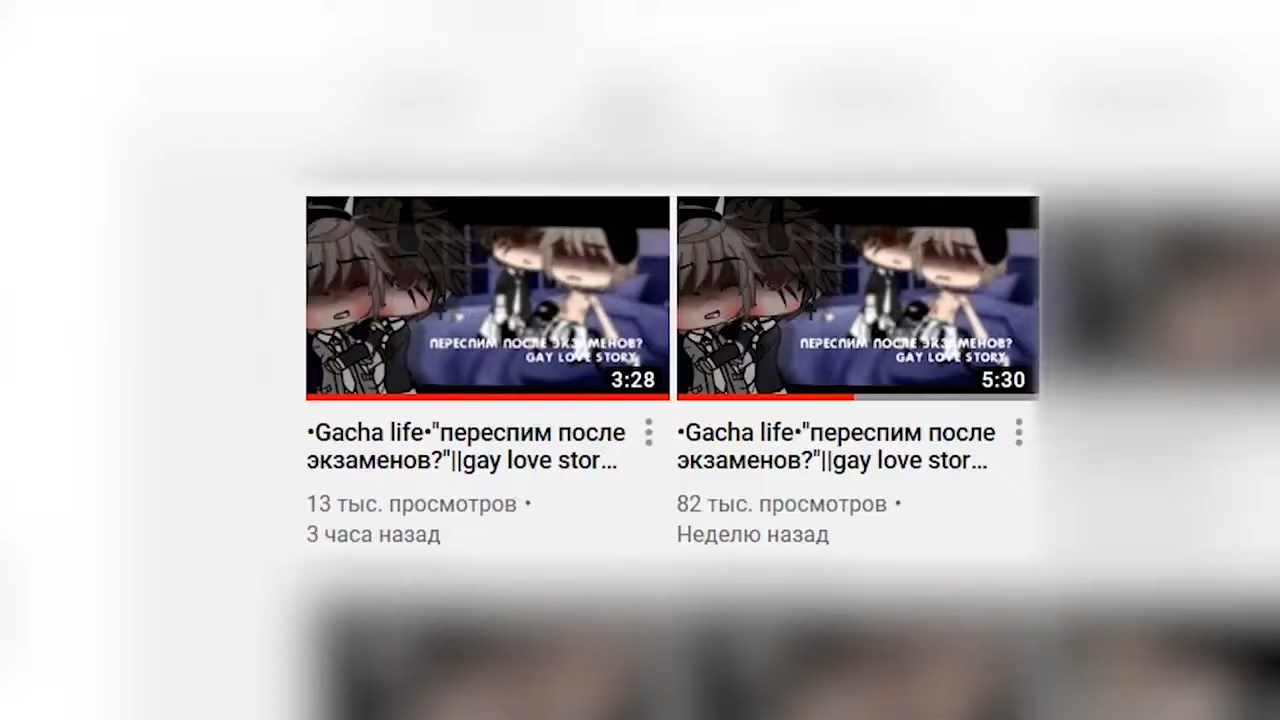 ПЕРЕСПИМ ПОСЛЕ ЭКЗАМЕНОВ?
GAY LOVE STORY
3:28
•Gacha life•"переспим после
экзаменов?"||gay love stor...
13 тыс. просмотров •
3 часа назад
ПЕРЕСПИМ ПОСЛЕ ЭКЗАМЕНОВ?
GAY LOVE STORY
5:30
•Gacha life•"переспим после
экзаменов?"||gay love stor...
82 тыс. просмотров •
Неделю назад